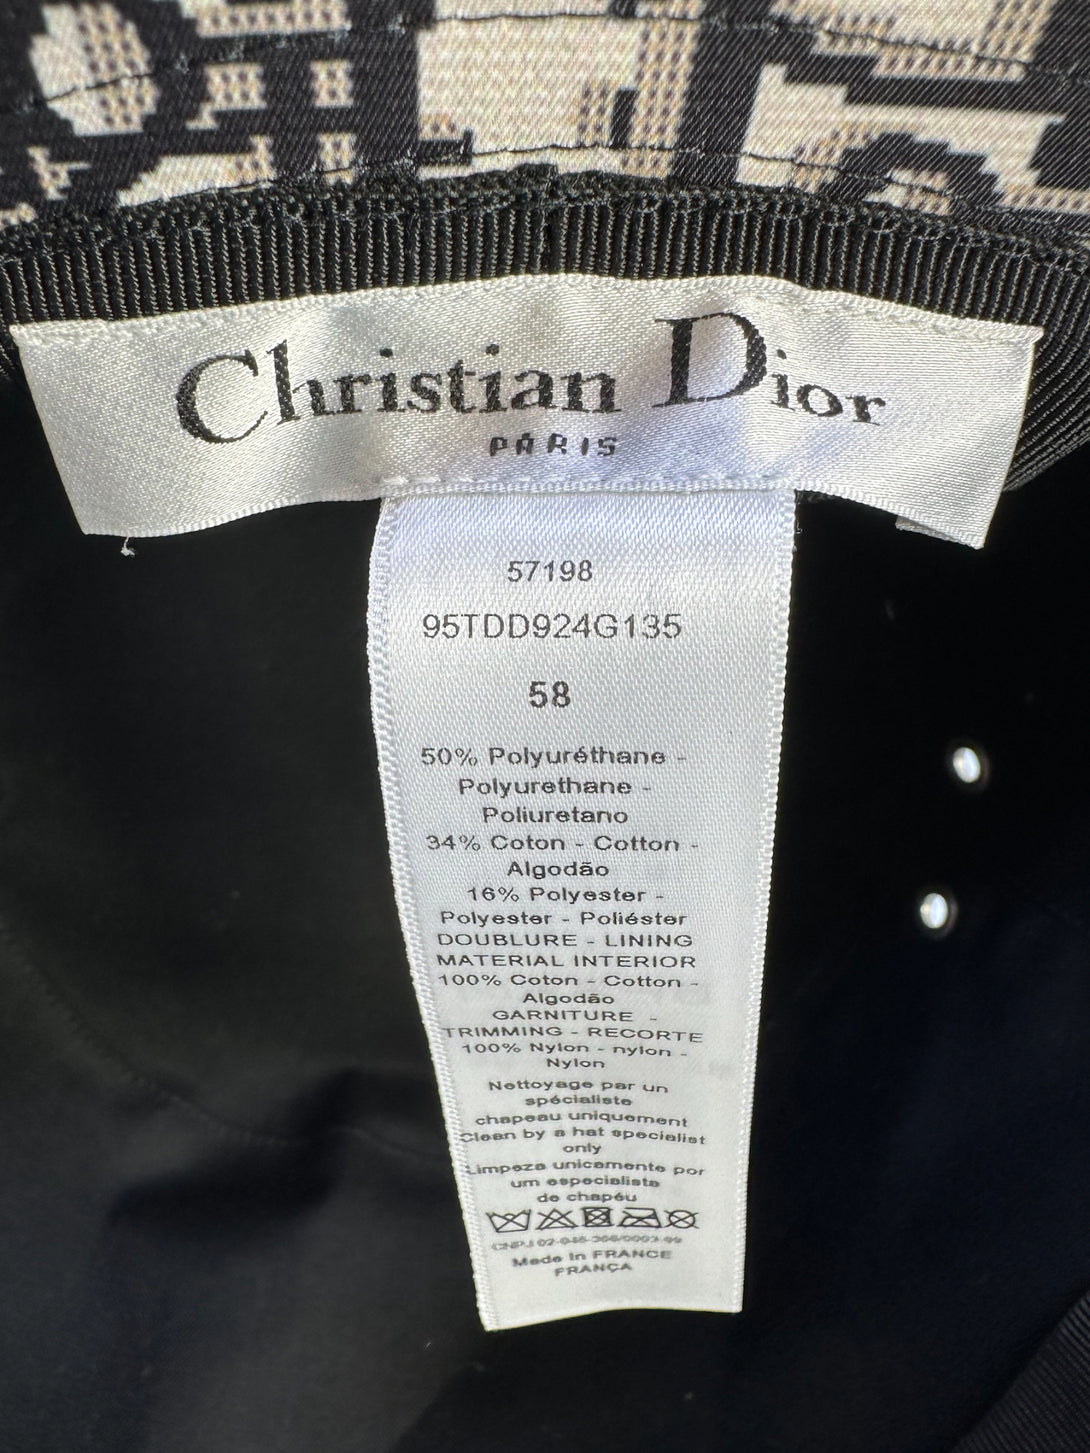 Christian Dior
PARIS
57198
95TDD924G135
58
50% Polyuréthane -
Polyurethane -
Poliuretano
34% Coton - Cotton -
Algodão
16% Polyester -
Polyester - Poliéster
DOUBLURE - LINING
MATERIAL INTERIOR
100% Coton - Cotton -
Algodão
GARNITURE -
TRIMMING - RECORTE
100% Nylon - nylon -
Nylon
Nettoyage par un
spécialiste
chapeau uniquement
Clean by a hat specialist
only
Limpeza unicamente por
um especialista
de chapéu
CNPJ
Made in FRANCE
FRANÇA